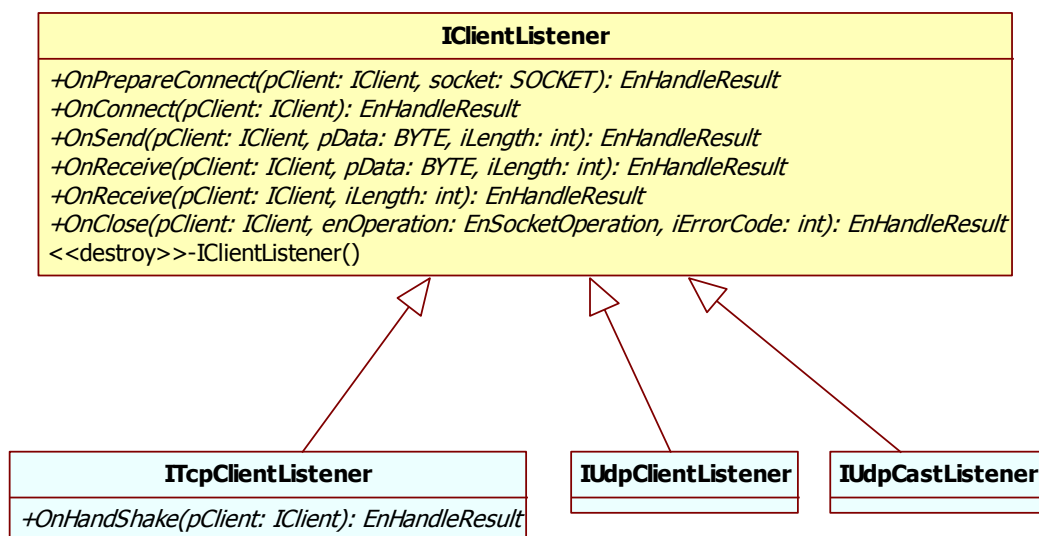 IClientListener
+OnPrepareConnect(pClient: IClient, socket: SOCKET): EnHandleResult
+OnConnect(pClient: IClient): EnHandleResult
+OnSend(pClient: IClient, pData: BYTE, iLength: int): EnHandleResult
+OnReceive(pClient: IClient, pData: BYTE, iLength: int): EnHandleResult
+OnReceive(pClient: IClient, iLength: int): EnHandleResult
+OnClose(pClient: IClient, enOperation: EnSocketOperation, iErrorCode: int): EnHandleResult
<<destroy>>-IClientListener()
ITcpClientListener
+OnHandShake(pClient: IClient): EnHandleResult
IUdpClientListener
IUdpCastListener